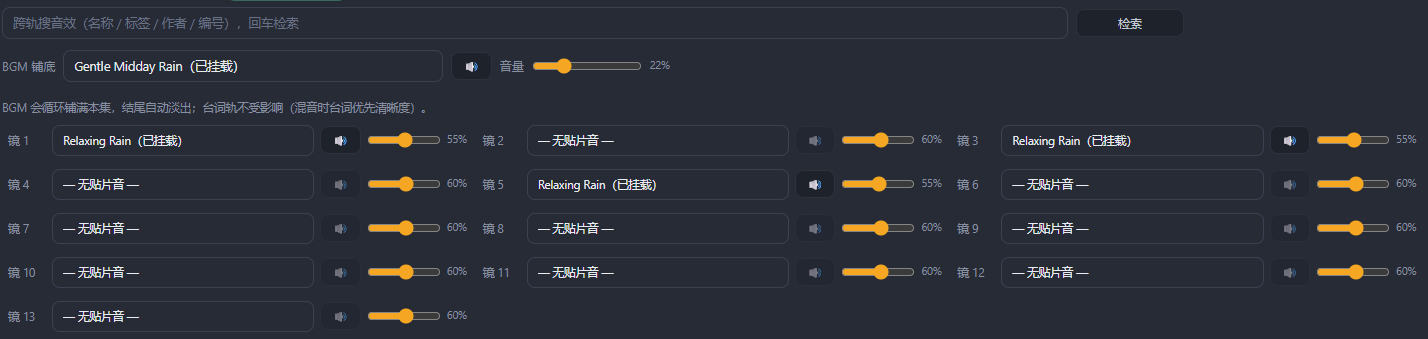 跨轨搜音效（名称 / 标签 / 作者 / 编号），回车检索 检索
BGM 铺底 Gentle Midday Rain（已挂载） 音量 22%
BGM 会循环铺满本集，结尾自动淡出；台词轨不受影响（混音时台词优先清晰度）。
镜 1 Relaxing Rain（已挂载） 55% 镜 2 — 无贴片音 — 60% 镜 3 Relaxing Rain（已挂载） 55%
镜 4 — 无贴片音 — 60% 镜 5 Relaxing Rain（已挂载） 55% 镜 6 — 无贴片音 — 60%
镜 7 — 无贴片音 — 60% 镜 8 — 无贴片音 — 60% 镜 9 — 无贴片音 — 60%
镜 10 — 无贴片音 — 60% 镜 11 — 无贴片音 — 60% 镜 12 — 无贴片音 — 60%
镜 13 — 无贴片音 — 60%